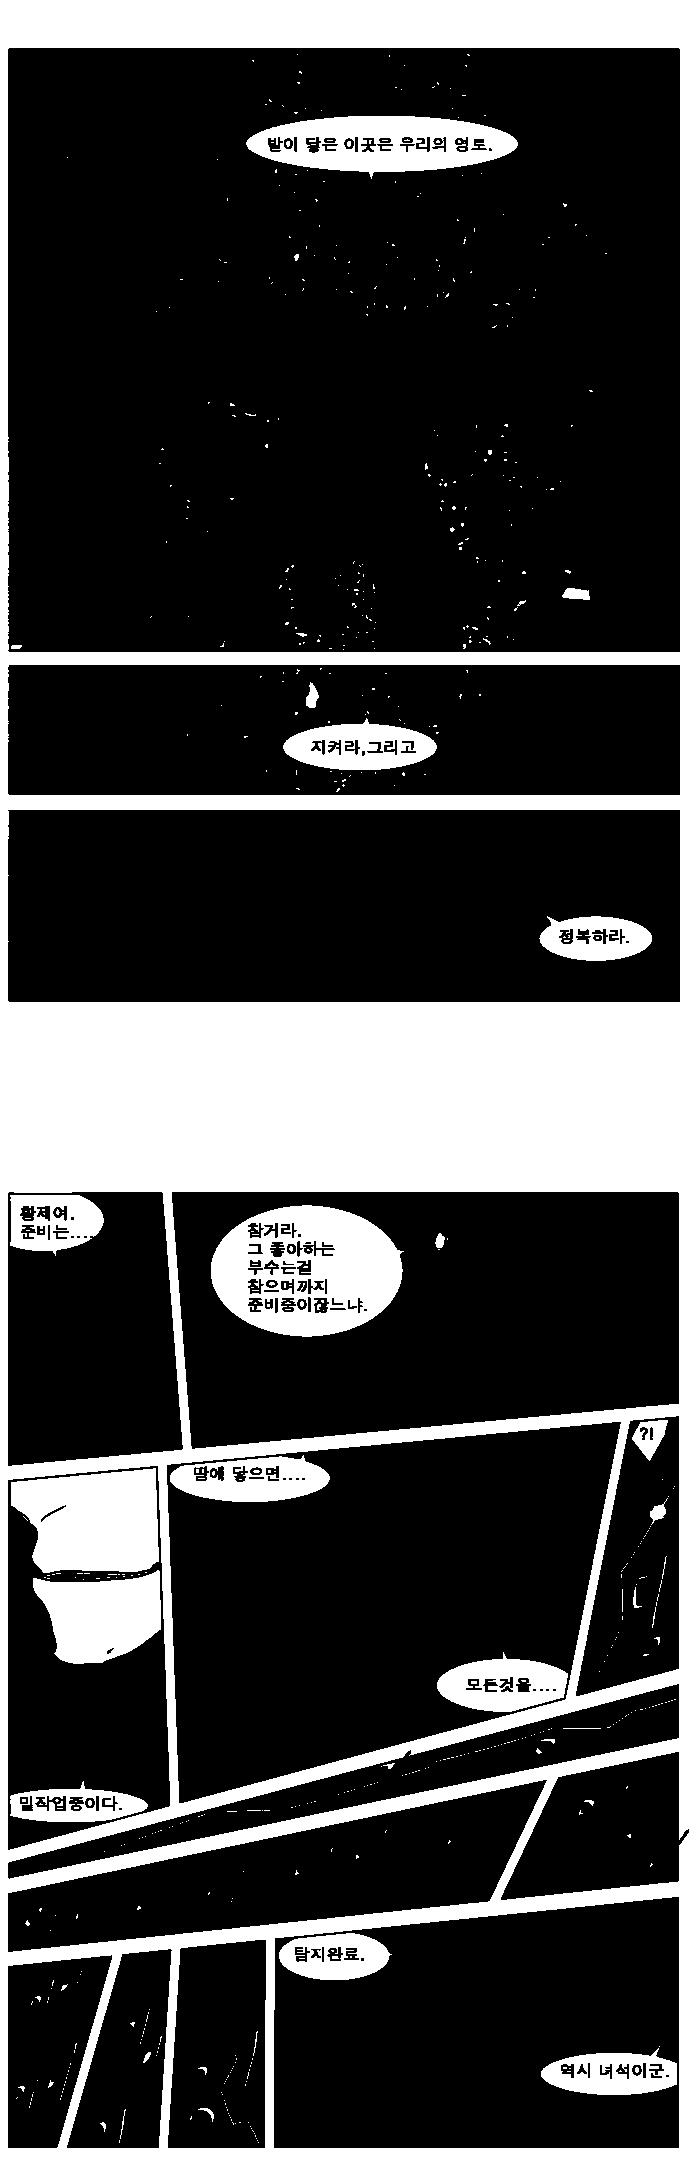 발이 닿은 이곳은 우리의 영토.
지켜라,그리고
정복하라.
황제여.
준비는....
참거라.
그 좋아하는
부수는걸
참으며까지
준비중이잖느냐.
땅에 닿으면....
?!
모든것을....
밑작업중이다.
탐지완료.
역시 녀석이군.